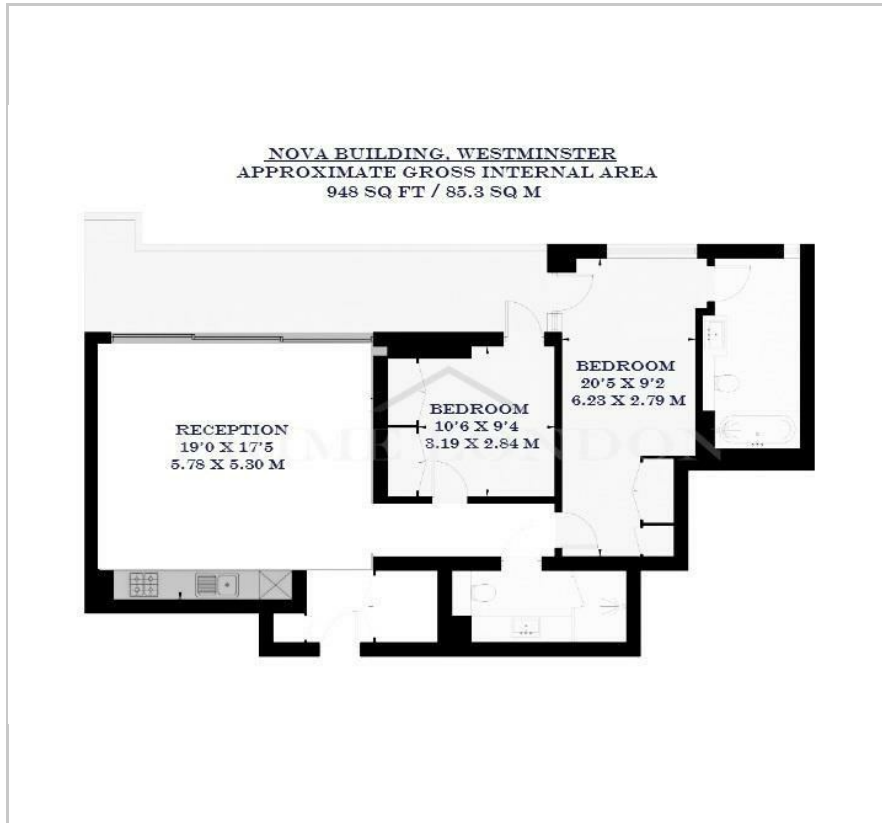 NOVA BUILDING, WESTMINSTER
APPROXIMATE GROSS INTERNAL AREA
948 SQ FT / 85.3 SQ M
BEDROOM
20'5 X 9'2
6.23 X 2.79 M
BEDROOM
10'6 X 9'4
3.19 X 2.84 M
RECEPTION
19'0 X 17'5
5.78 X 5.30 M